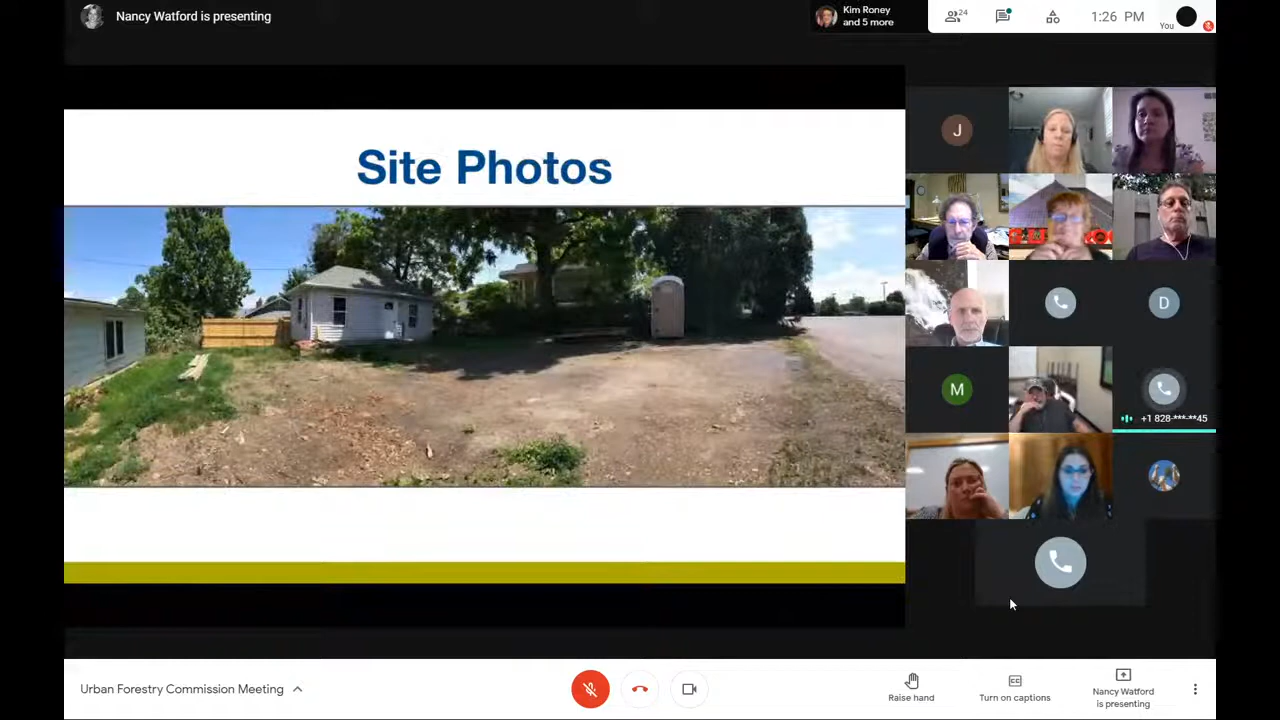 Nancy Watford is presenting
Kim Roney
and 5 more
24
1:26 PM
You
Site Photos
J
D
M
+1 828-***-**45
Urban Forestry Commission Meeting
Raise hand
CC
Turn on captions
Nancy Watford
is presenting